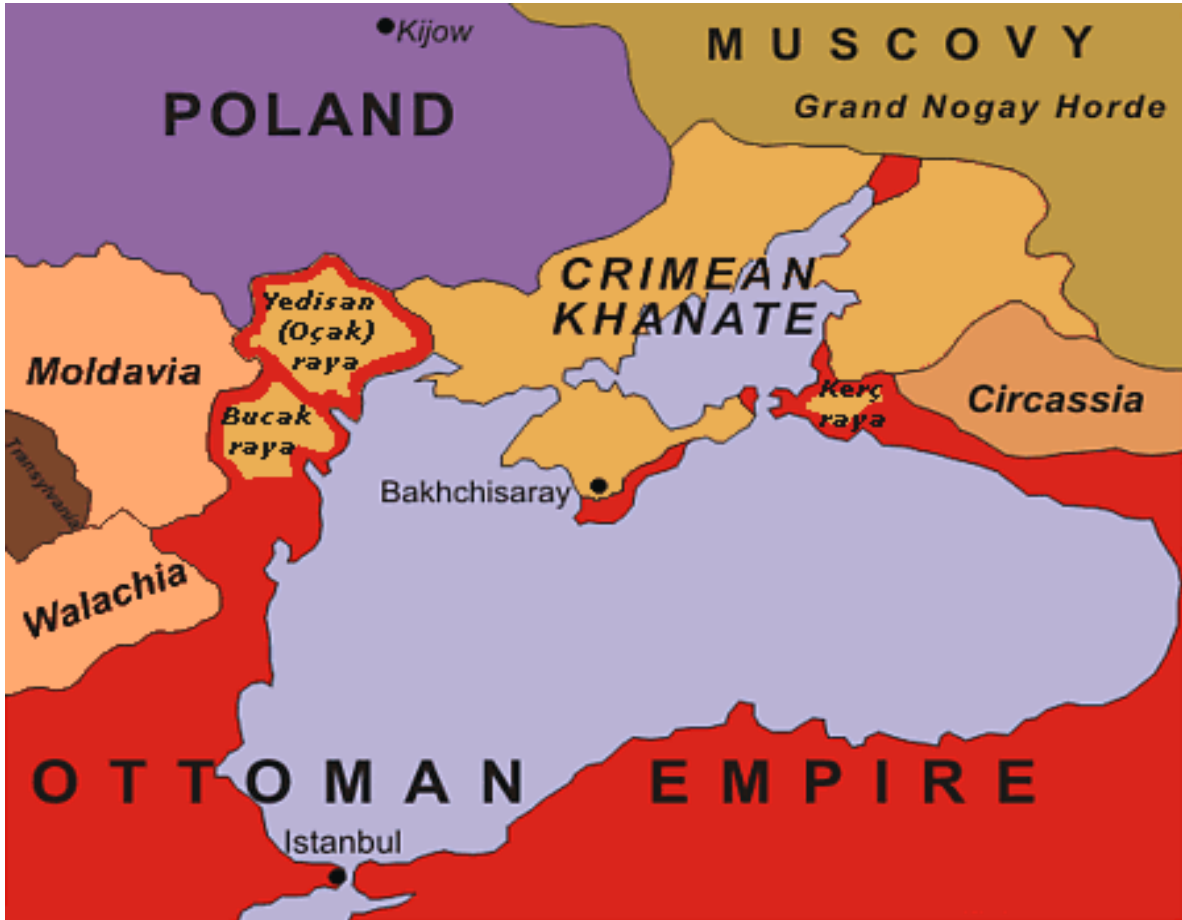 Kijow
MUSCOVY
POLAND
Grand Nogay Horde
CRIMEAN
KHANATE
Yedisan
(Oçak)
raya
Moldavia
Bucak
raya
Kerç
raya
Circassia
Transylvania
Bakhchisaray
Walachia
OTTOMAN EMPIRE
Istanbul